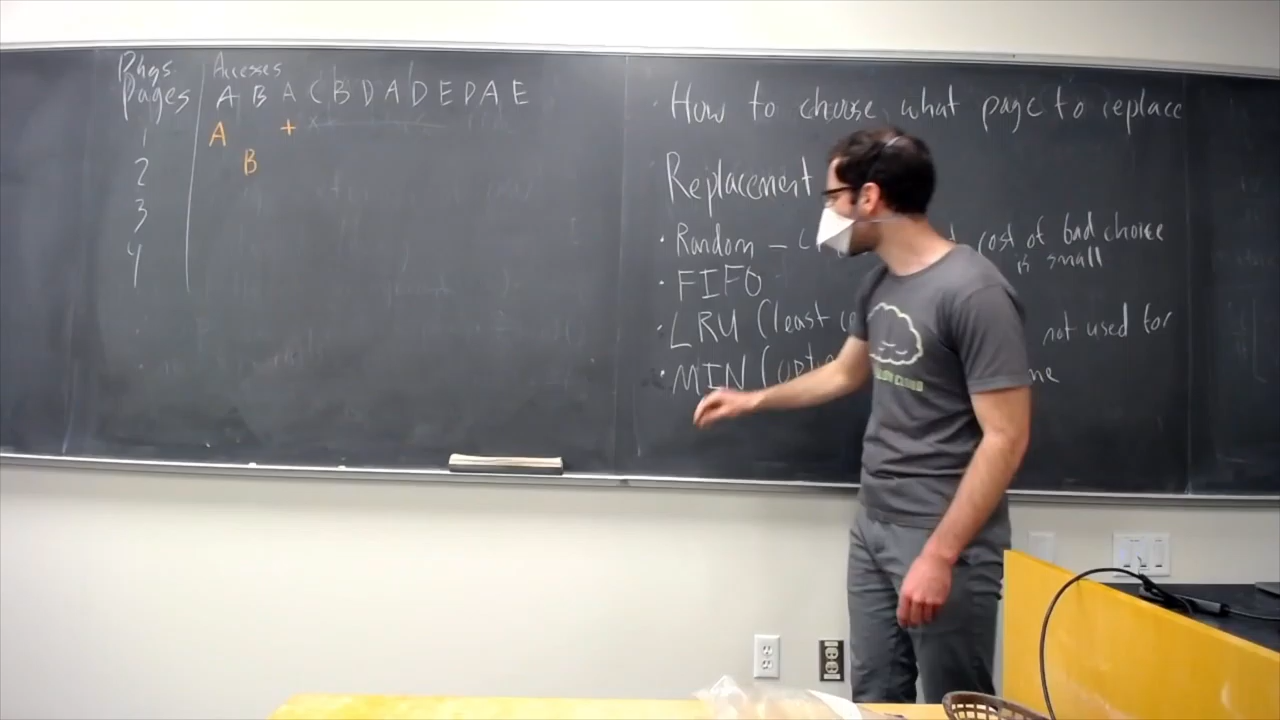 Phys. Accesses
Pages A B A C B D A D E D A E
1 A +
2 B
3
4
· How to choose what page to replace
Replacement
· Random – cost of bad choice
is small
· FIFO
· LRU (least not used for
· MIN